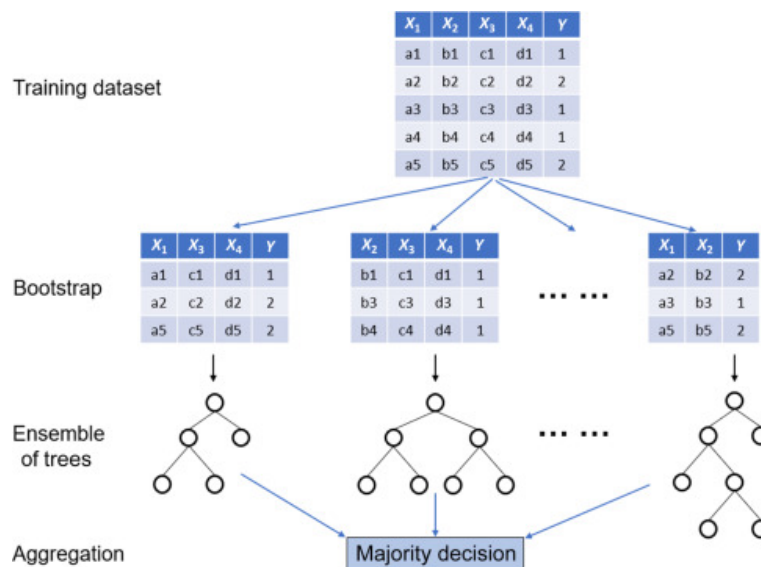 X₁ X₂ X₃ X₄ Y
a1 b1 c1 d1 1
a2 b2 c2 d2 2
Training dataset
a3 b3 c3 d3 1
a4 b4 c4 d4 1
a5 b5 c5 d5 2
X₁ X₃ X₄ Y
a1 c1 d1 1
a2 c2 d2 2
a5 c5 d5 2
X₂ X₃ X₄ Y
b1 c1 d1 1
b3 c3 d3 1
b4 c4 d4 1
... ...
X₁ X₂ Y
a2 b2 2
a3 b3 1
a5 b5 2
Bootstrap
Ensemble
of trees
... ...
Aggregation
Majority decision